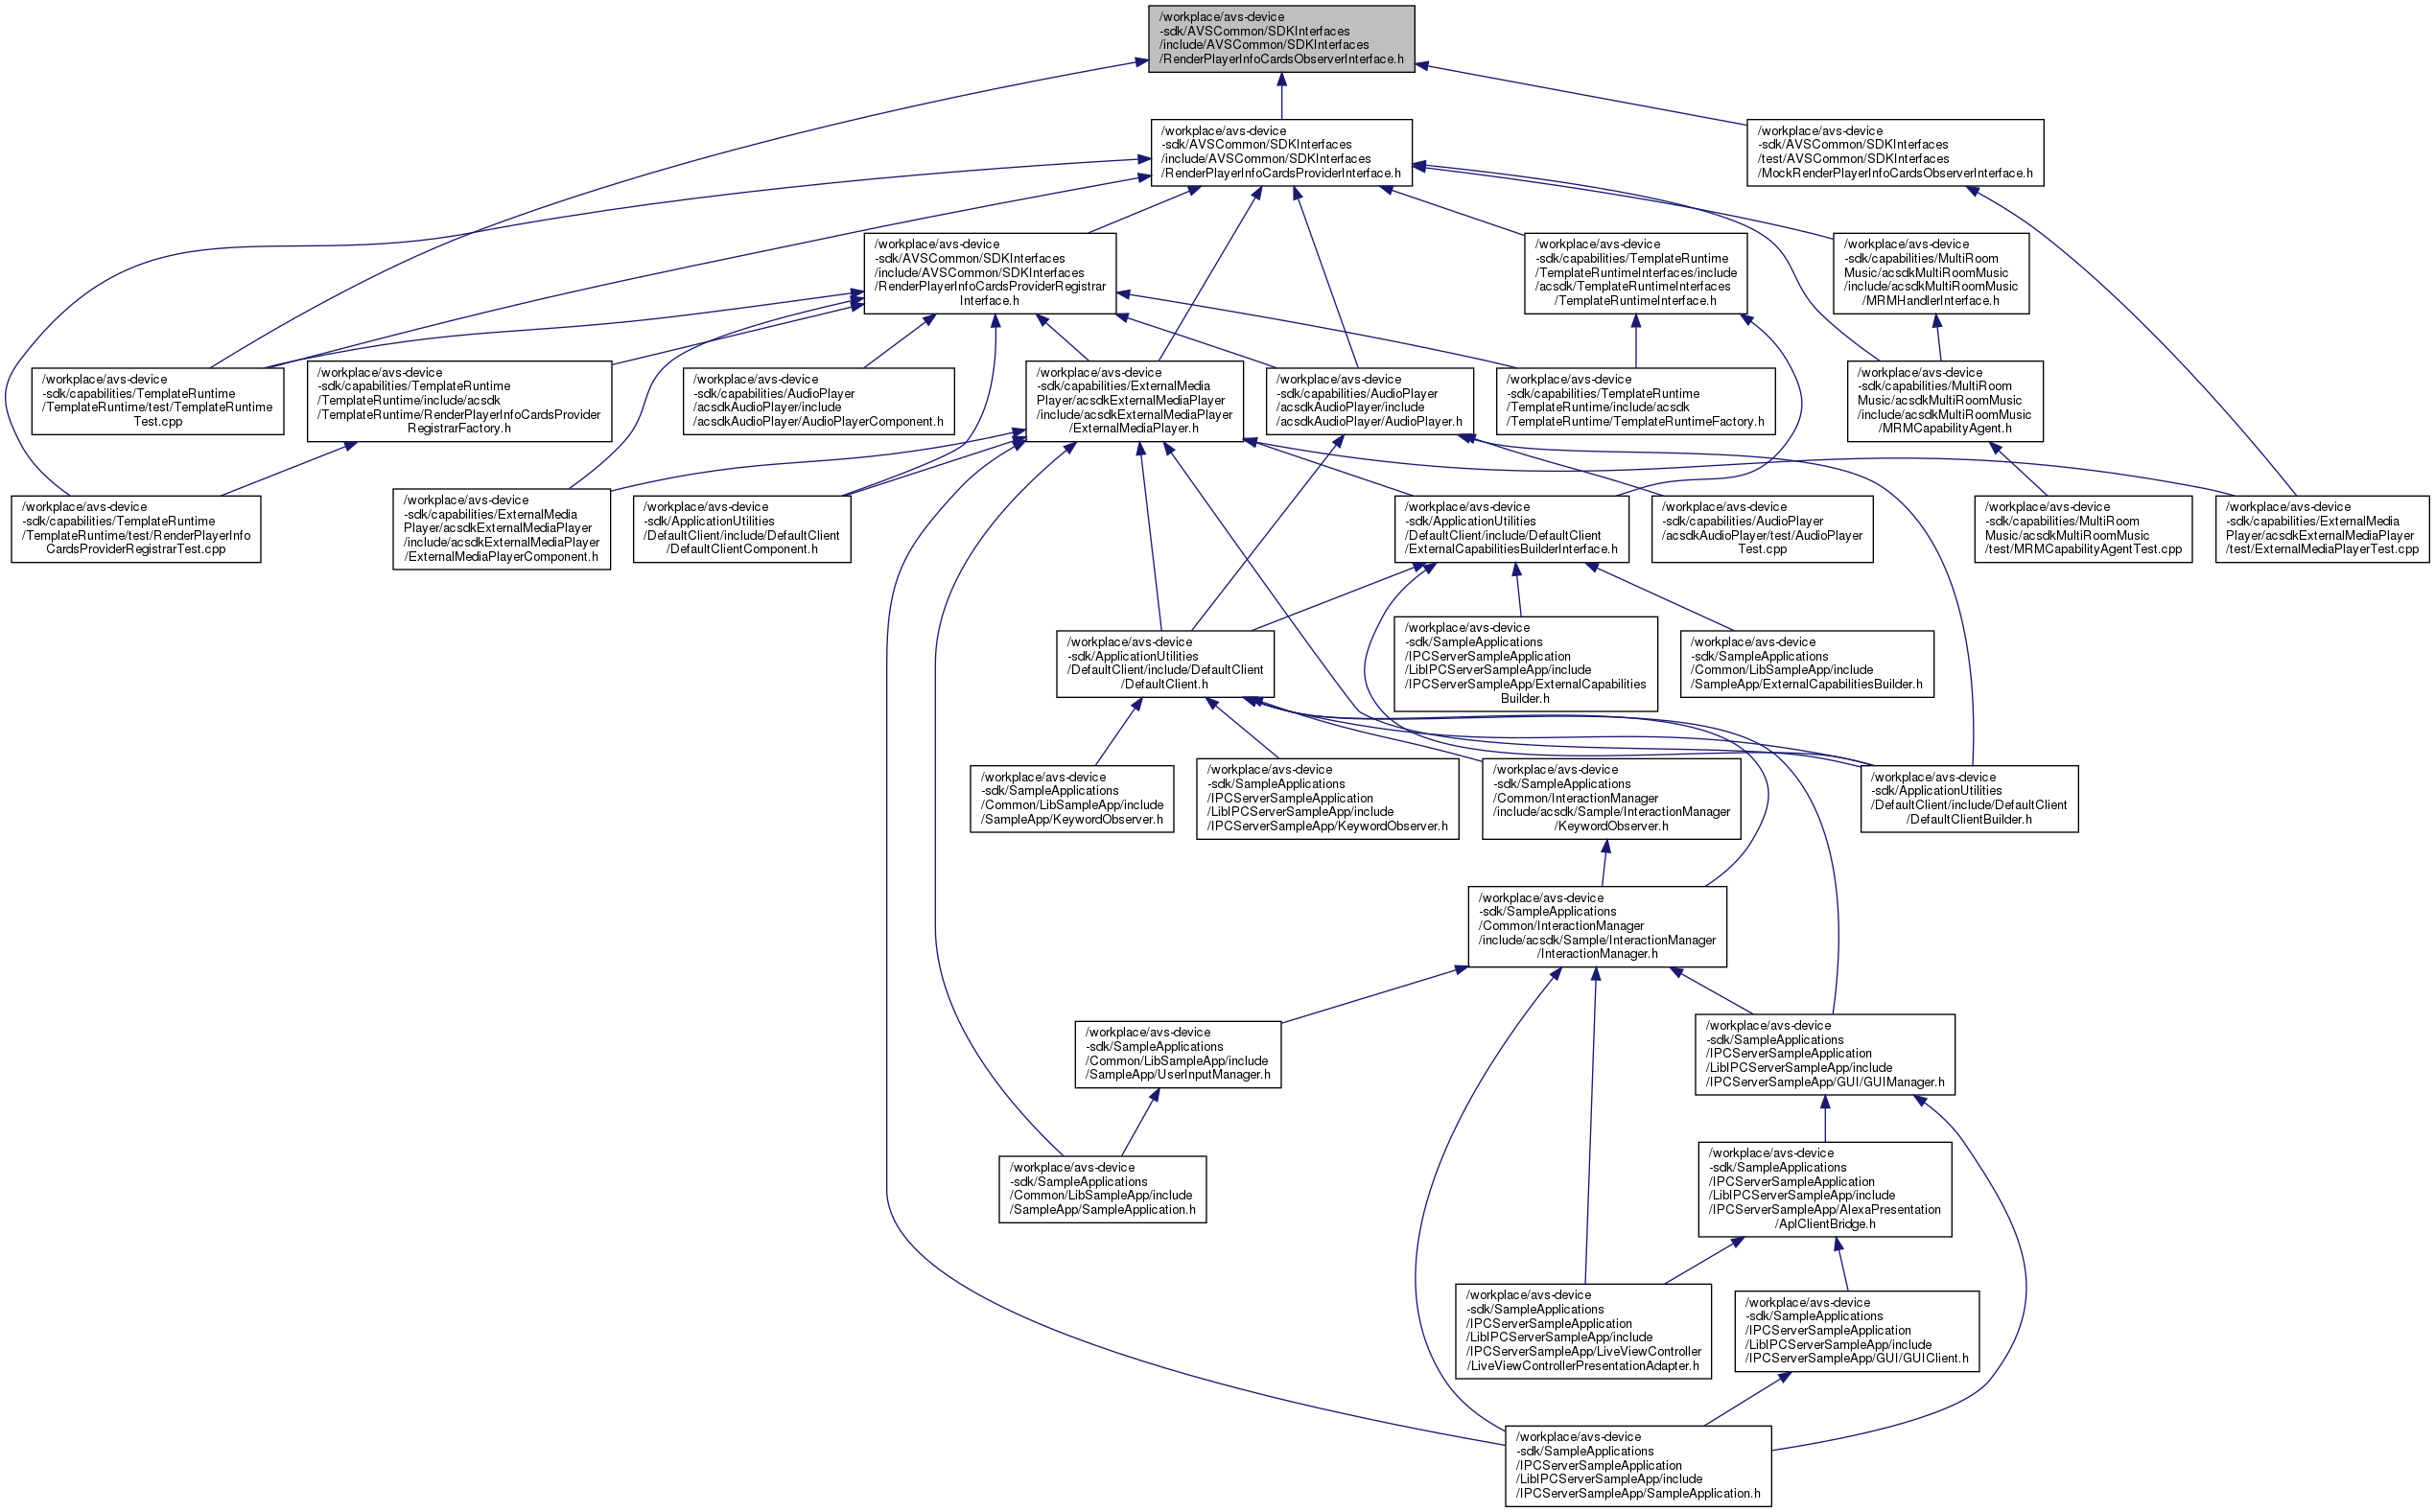 /workplace/avs-device
-sdk/AVSCommon/SDKInterfaces
/include/AVSCommon/SDKInterfaces
/RenderPlayerInfoCardsObserverInterface.h
/workplace/avs-device
-sdk/AVSCommon/SDKInterfaces
/include/AVSCommon/SDKInterfaces
/RenderPlayerInfoCardsProviderInterface.h
/workplace/avs-device
-sdk/AVSCommon/SDKInterfaces
/test/AVSCommon/SDKInterfaces
/MockRenderPlayerInfoCardsObserverInterface.h
/workplace/avs-device
-sdk/AVSCommon/SDKInterfaces
/include/AVSCommon/SDKInterfaces
/RenderPlayerInfoCardsProviderRegistrar
Interface.h
/workplace/avs-device
-sdk/capabilities/TemplateRuntime
/TemplateRuntimeInterfaces/include
/acsdk/TemplateRuntimeInterfaces
/TemplateRuntimeInterface.h
/workplace/avs-device
-sdk/capabilities/MultiRoom
Music/acsdkMultiRoomMusic
/include/acsdkMultiRoomMusic
/MRMHandlerInterface.h
/workplace/avs-device
-sdk/capabilities/TemplateRuntime
/TemplateRuntime/test/TemplateRuntime
Test.cpp
/workplace/avs-device
-sdk/capabilities/TemplateRuntime
/TemplateRuntime/include/acsdk
/TemplateRuntime/RenderPlayerInfoCardsProvider
RegistrarFactory.h
/workplace/avs-device
-sdk/capabilities/AudioPlayer
/acsdkAudioPlayer/include
/acsdkAudioPlayer/AudioPlayerComponent.h
/workplace/avs-device
-sdk/capabilities/ExternalMedia
Player/acsdkExternalMediaPlayer
/include/acsdkExternalMediaPlayer
/ExternalMediaPlayer.h
/workplace/avs-device
-sdk/capabilities/AudioPlayer
/acsdkAudioPlayer/include
/acsdkAudioPlayer/AudioPlayer.h
/workplace/avs-device
-sdk/capabilities/TemplateRuntime
/TemplateRuntime/include/acsdk
/TemplateRuntime/TemplateRuntimeFactory.h
/workplace/avs-device
-sdk/capabilities/MultiRoom
Music/acsdkMultiRoomMusic
/include/acsdkMultiRoomMusic
/MRMCapabilityAgent.h
/workplace/avs-device
-sdk/capabilities/TemplateRuntime
/TemplateRuntime/test/RenderPlayerInfo
CardsProviderRegistrarTest.cpp
/workplace/avs-device
-sdk/capabilities/ExternalMedia
Player/acsdkExternalMediaPlayer
/include/acsdkExternalMediaPlayer
/ExternalMediaPlayerComponent.h
/workplace/avs-device
-sdk/ApplicationUtilities
/DefaultClient/include/DefaultClient
/DefaultClientComponent.h
/workplace/avs-device
-sdk/ApplicationUtilities
/DefaultClient/include/DefaultClient
/ExternalCapabilitiesBuilderInterface.h
/workplace/avs-device
-sdk/capabilities/AudioPlayer
/acsdkAudioPlayer/test/AudioPlayer
Test.cpp
/workplace/avs-device
-sdk/capabilities/MultiRoom
Music/acsdkMultiRoomMusic
/test/MRMCapabilityAgentTest.cpp
/workplace/avs-device
-sdk/capabilities/ExternalMedia
Player/acsdkExternalMediaPlayer
/test/ExternalMediaPlayerTest.cpp
/workplace/avs-device
-sdk/ApplicationUtilities
/DefaultClient/include/DefaultClient
/DefaultClient.h
/workplace/avs-device
-sdk/SampleApplications
/IPCServerSampleApplication
/LibIPCServerSampleApp/include
/IPCServerSampleApp/ExternalCapabilities
Builder.h
/workplace/avs-device
-sdk/SampleApplications
/Common/LibSampleApp/include
/SampleApp/ExternalCapabilitiesBuilder.h
/workplace/avs-device
-sdk/SampleApplications
/Common/LibSampleApp/include
/SampleApp/KeywordObserver.h
/workplace/avs-device
-sdk/SampleApplications
/IPCServerSampleApplication
/LibIPCServerSampleApp/include
/IPCServerSampleApp/KeywordObserver.h
/workplace/avs-device
-sdk/SampleApplications
/Common/InteractionManager
/include/acsdk/Sample/InteractionManager
/KeywordObserver.h
/workplace/avs-device
-sdk/ApplicationUtilities
/DefaultClient/include/DefaultClient
/DefaultClientBuilder.h
/workplace/avs-device
-sdk/SampleApplications
/Common/InteractionManager
/include/acsdk/Sample/InteractionManager
/InteractionManager.h
/workplace/avs-device
-sdk/SampleApplications
/Common/LibSampleApp/include
/SampleApp/UserInputManager.h
/workplace/avs-device
-sdk/SampleApplications
/IPCServerSampleApplication
/LibIPCServerSampleApp/include
/IPCServerSampleApp/GUI/GUIManager.h
/workplace/avs-device
-sdk/SampleApplications
/Common/LibSampleApp/include
/SampleApp/SampleApplication.h
/workplace/avs-device
-sdk/SampleApplications
/IPCServerSampleApplication
/LibIPCServerSampleApp/include
/IPCServerSampleApp/AlexaPresentation
/AplClientBridge.h
/workplace/avs-device
-sdk/SampleApplications
/IPCServerSampleApplication
/LibIPCServerSampleApp/include
/IPCServerSampleApp/LiveViewController
/LiveViewControllerPresentationAdapter.h
/workplace/avs-device
-sdk/SampleApplications
/IPCServerSampleApplication
/LibIPCServerSampleApp/include
/IPCServerSampleApp/GUI/GUIClient.h
/workplace/avs-device
-sdk/SampleApplications
/IPCServerSampleApplication
/LibIPCServerSampleApp/include
/IPCServerSampleApp/SampleApplication.h